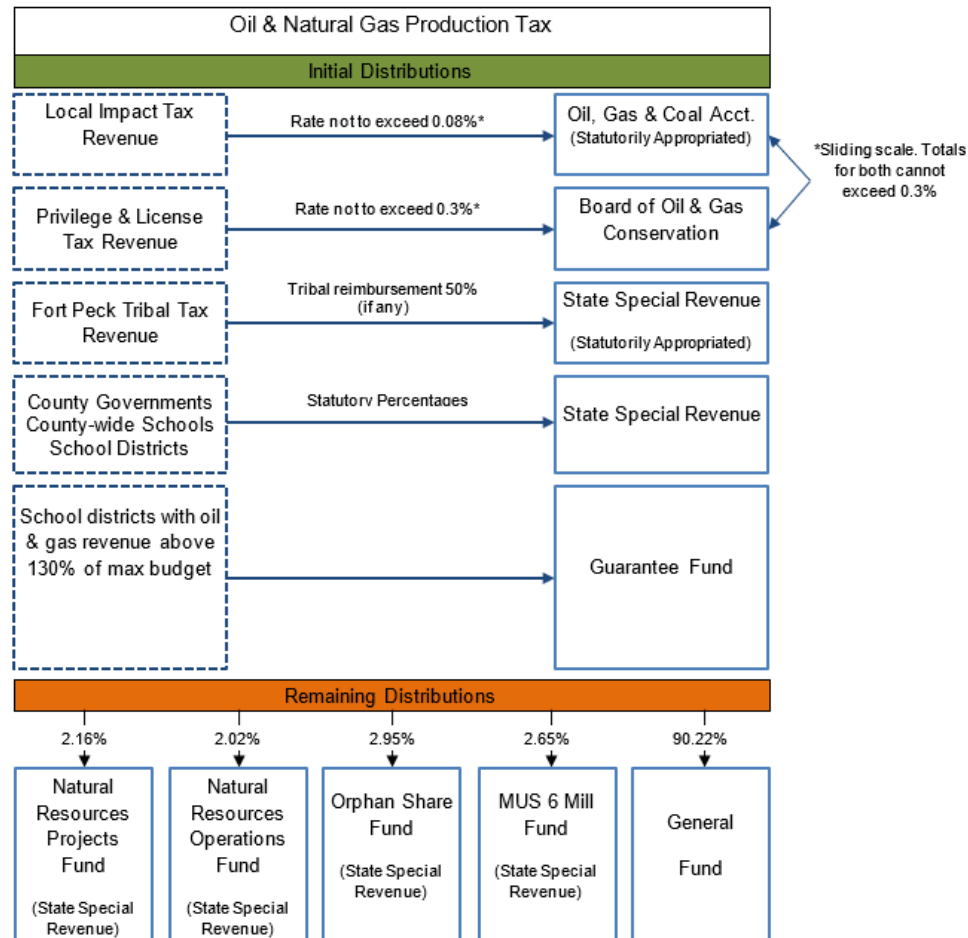 Oil & Natural Gas Production Tax
Initial Distributions
Local Impact Tax
Revenue
Rate not to exceed 0.08%*
Oil, Gas & Coal Acct.
(Statutorily Appropriated)
*Sliding scale. Totals
for both cannot
exceed 0.3%
Privilege & License
Tax Revenue
Rate not to exceed 0.3%*
Board of Oil & Gas
Conservation
Fort Peck Tribal Tax
Revenue
Tribal reimbursement 50%
(if any)
State Special Revenue
(Statutorily Appropriated)
County Governments
County-wide Schools
School Districts
Statutory Percentages
State Special Revenue
School districts with oil
& gas revenue above
130% of max budget
Guarantee Fund
Remaining Distributions
2.16%
2.02%
2.95%
2.65%
90.22%
Natural
Resources
Projects
Fund
(State Special
Revenue)
Natural
Resources
Operations
Fund
(State Special
Revenue)
Orphan Share
Fund
(State Special
Revenue)
MUS 6 Mill
Fund
(State Special
Revenue)
General
Fund